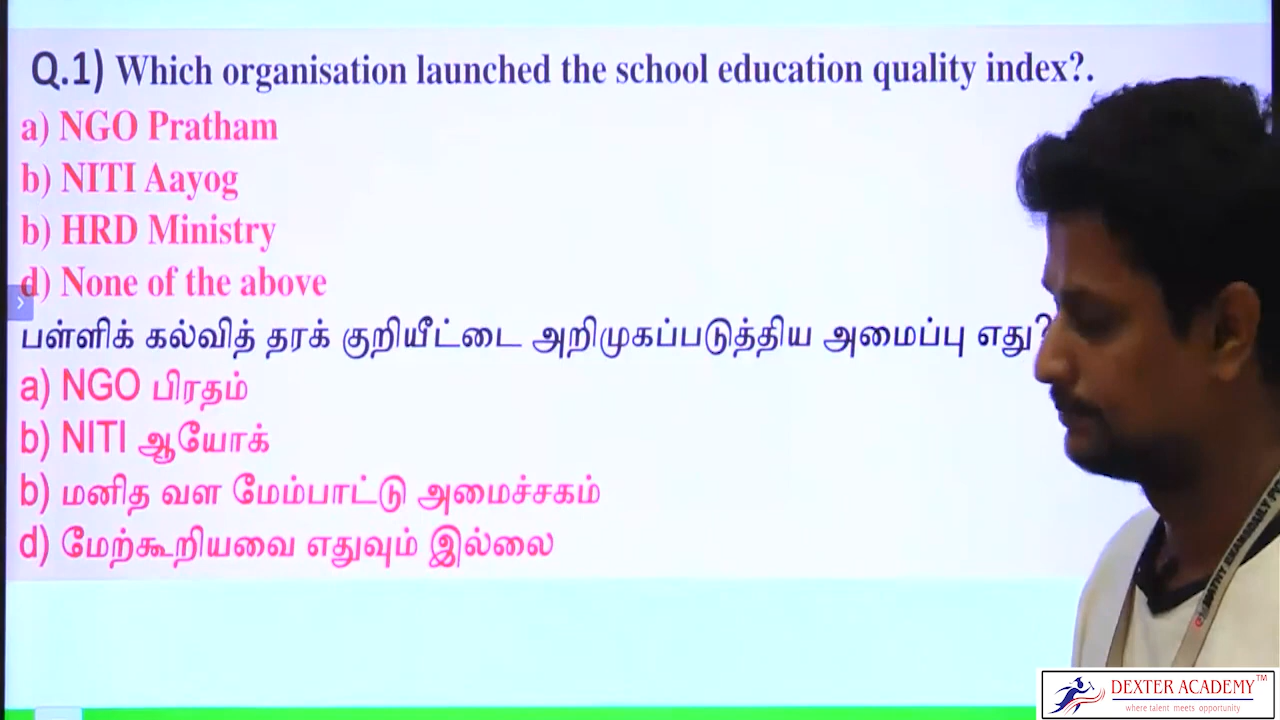 Q.1) Which organisation launched the school education quality index?.
a) NGO Pratham
b) NITI Aayog
b) HRD Ministry
d) None of the above
பள்ளிக் கல்வித் தரக் குறியீட்டை அறிமுகப்படுத்திய அமைப்பு எது?
a) NGO பிரதம்
b) NITI ஆயோக்
b) மனித வள மேம்பாட்டு அமைச்சகம்
d) மேற்கூறியவை எதுவும் இல்லை
DEXTER ACADEMY™
where talent meets opportunity